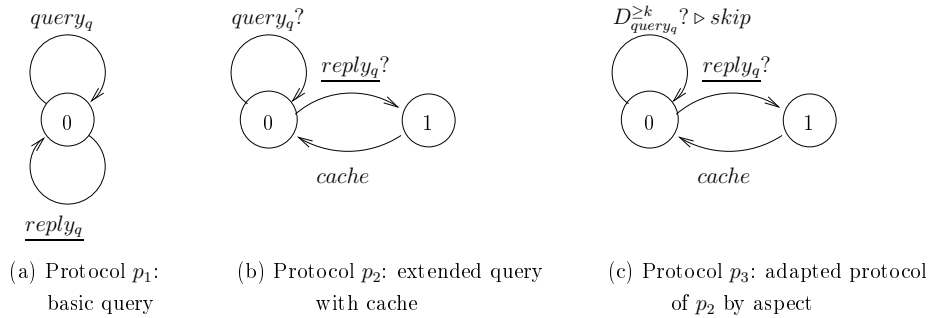 query_q
0
reply_q
(a) Protocol p_1:
basic query
query_q?
reply_q?
0
1
cache
(b) Protocol p_2: extended query
with cache
D^{≥k}_{query_q}? ▷ skip
reply_q?
0
1
cache
(c) Protocol p_3: adapted protocol
of p_2 by aspect